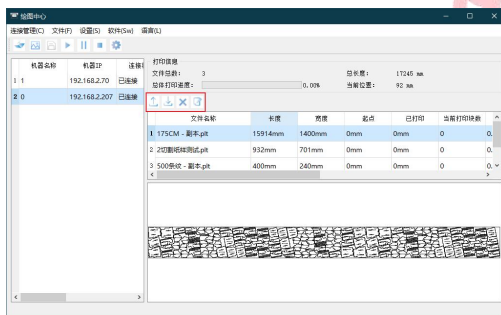 绘图中心
连接管理(C) 文件(F) 设置(S) 软件(Sw) 语言(L)
机器名称 机器IP 连接
1 1 192.168.2.70 已连接
2 0 192.168.2.207 已连接
打印信息
文件总数： 3 总长度： 17245 mm
总体打印进度： 0.00% 当前位置： 92 mm
文件名称 长度 宽度 起点 已打印 当前打印块数
1 175CM - 副本.plt 15914mm 1400mm 0mm 0mm 0 0.
2 2切割纸样测试.plt 932mm 701mm 0mm 0mm 0 0.
3 500条纹 - 副本.plt 400mm 240mm 0mm 0mm 0 0.